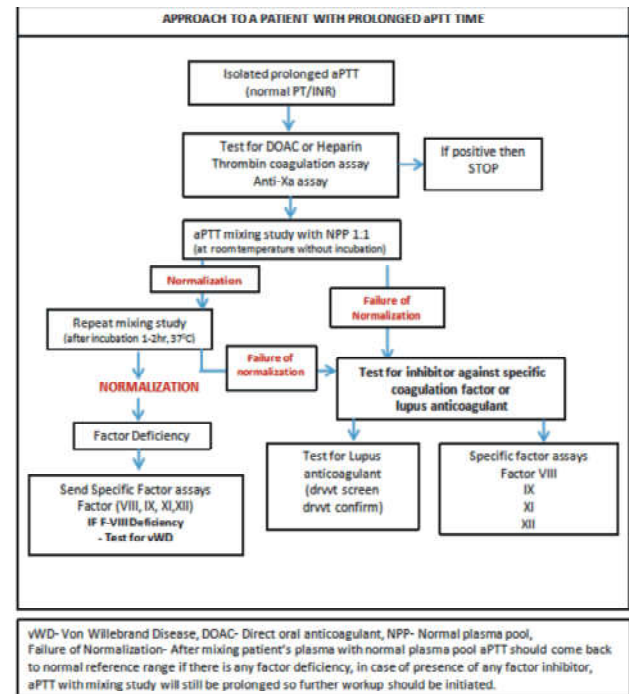 APPROACH TO A PATIENT WITH PROLONGED aPTT TIME
Isolated prolonged aPTT
(normal PT/INR)
Test for DOAC or Heparin
Thrombin coagulation assay
Anti-Xa assay
If positive then
STOP
aPTT mixing study with NPP 1:1
(at room temperature without incubation)
Normalization
Failure of
Normalization
Repeat mixing study
(after incubation 1-2hr, 37⁰C)
Failure of
normalization
Test for inhibitor against specific
coagulation factor or
lupus anticoagulant
NORMALIZATION
Factor Deficiency
Send Specific Factor assays
Factor (VIII, IX, XI,XII)
IF F-VIII Deficiency
- Test for vWD
Test for Lupus
anticoagulant
(drvvt screen
drvvt confirm)
Specific factor assays
Factor VIII
IX
XI
XII
vWD- Von Willebrand Disease, DOAC- Direct oral anticoagulant, NPP- Normal plasma pool,
Failure of Normalization- After mixing patient's plasma with normal plasma pool aPTT should come back
to normal reference range if there is any factor deficiency, in case of presence of any factor inhibitor,
aPTT with mixing study will still be prolonged so further workup should be initiated.